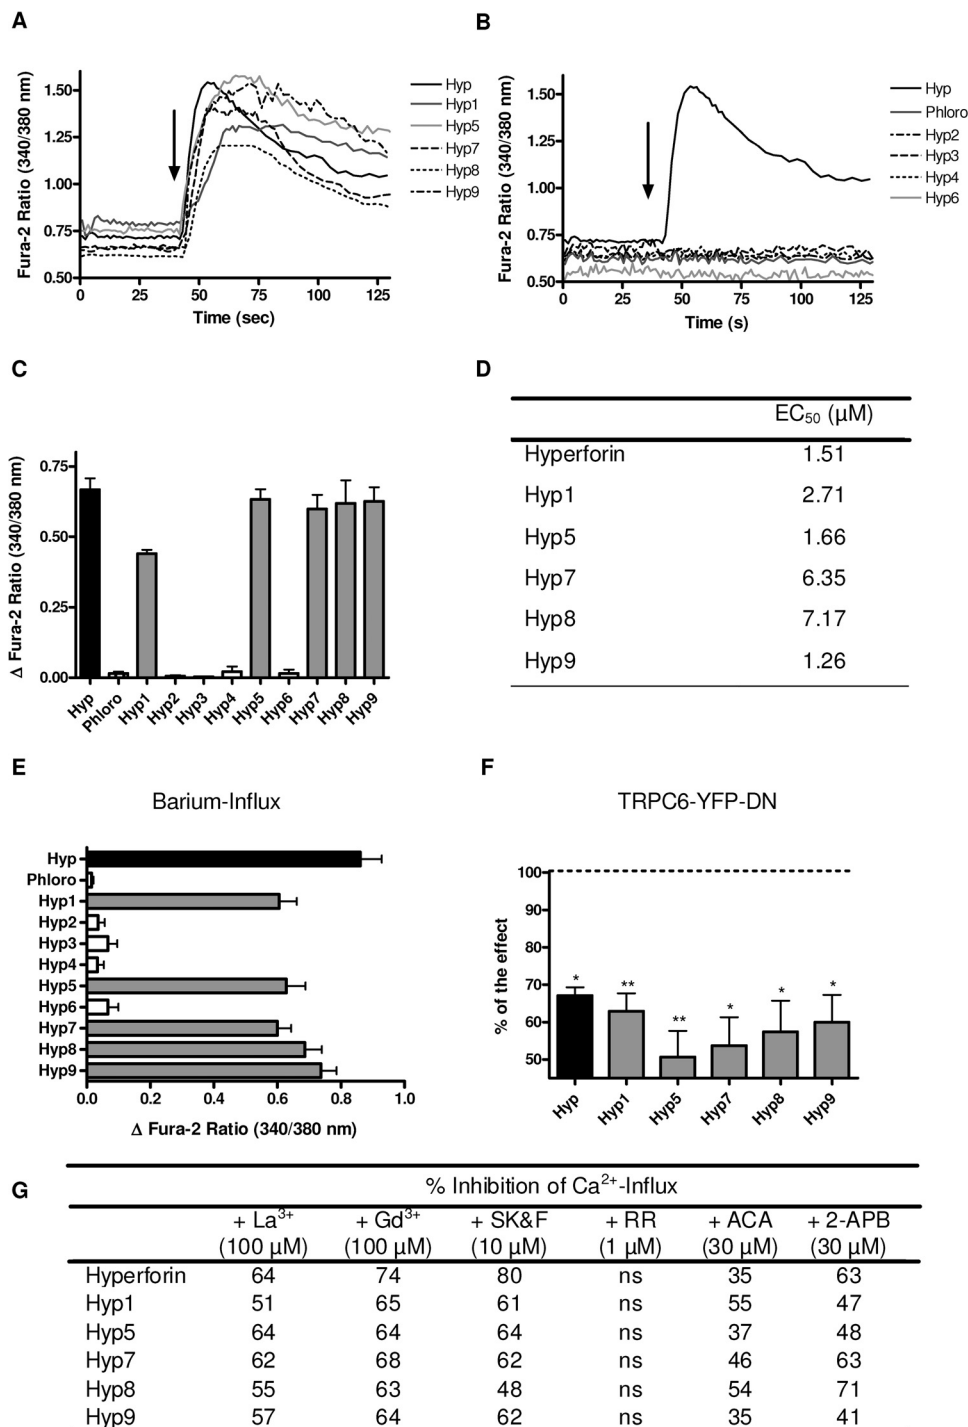 A
Fura-2 Ratio (340/380 nm)
1.50
1.25
1.00
0.75
0.50
0 25 50 75 100 125
Time (sec)
Hyp
Hyp1
Hyp5
Hyp7
Hyp8
Hyp9
B
Fura-2 Ratio (340/380 nm)
1.50
1.25
1.00
0.75
0.50
0 25 50 75 100 125
Time (s)
Hyp
Phloro
Hyp2
Hyp3
Hyp4
Hyp6
C
Δ Fura-2 Ratio (340/380 nm)
0.75
0.50
0.25
0.00
Hyp Phloro Hyp1 Hyp2 Hyp3 Hyp4 Hyp5 Hyp6 Hyp7 Hyp8 Hyp9
D
EC50 (μM)
Hyperforin 1.51
Hyp1 2.71
Hyp5 1.66
Hyp7 6.35
Hyp8 7.17
Hyp9 1.26
E
Barium-Influx
Hyp
Phloro
Hyp1
Hyp2
Hyp3
Hyp4
Hyp5
Hyp6
Hyp7
Hyp8
Hyp9
0.0 0.2 0.4 0.6 0.8 1.0
Δ Fura-2 Ratio (340/380 nm)
F
TRPC6-YFP-DN
% of the effect
100
90
80
70
60
50
* ** ** * * *
Hyp Hyp1 Hyp5 Hyp7 Hyp8 Hyp9
G
% Inhibition of Ca2+-Influx
+ La3+ + Gd3+ + SK&F + RR + ACA + 2-APB
(100 μM) (100 μM) (10 μM) (1 μM) (30 μM) (30 μM)
Hyperforin 64 74 80 ns 35 63
Hyp1 51 65 61 ns 55 47
Hyp5 64 64 64 ns 37 48
Hyp7 62 68 62 ns 46 63
Hyp8 55 63 48 ns 54 71
Hyp9 57 64 62 ns 35 41